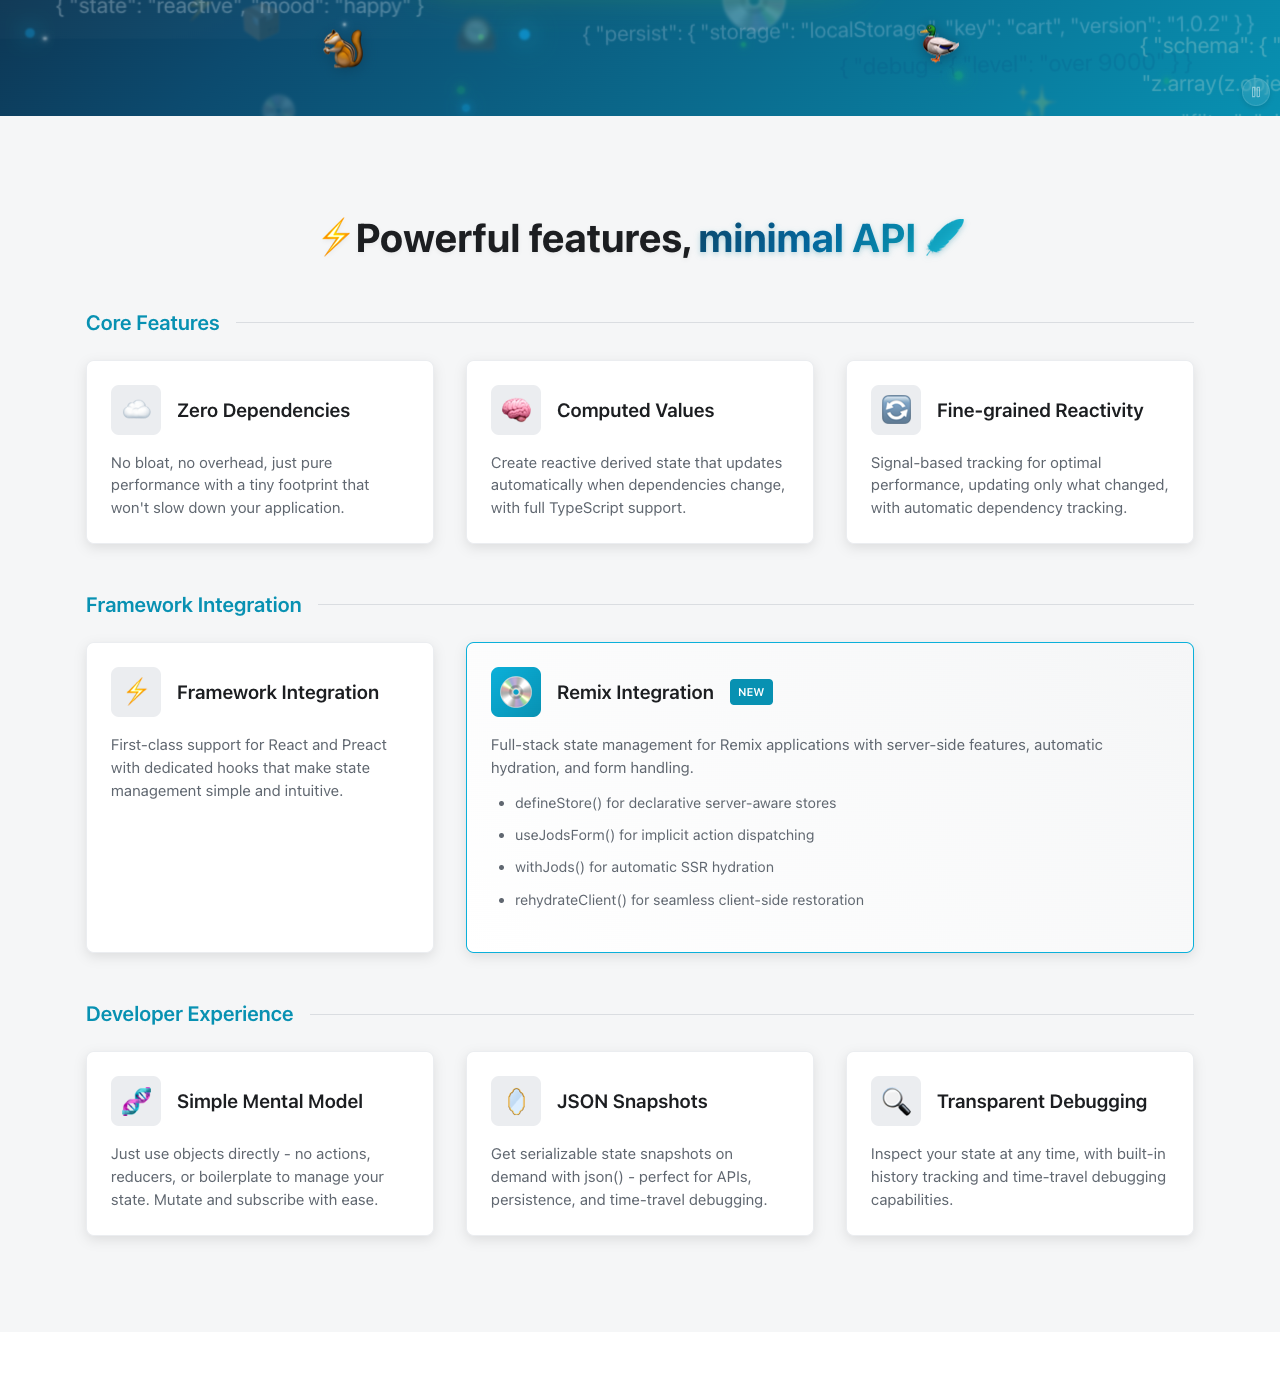 { "state": "reactive", "mood": "happy" }
{ "persist": { "storage": "localStorage", "key": "cart", "version": "1.0.2" } }
{ "schema": {
{ "debug": { "level": "over 9000" } }
"z.array(z.obje
⚡Powerful features, minimal API
Core Features
Zero Dependencies
No bloat, no overhead, just pure
performance with a tiny footprint that
won't slow down your application.
Computed Values
Create reactive derived state that updates
automatically when dependencies change,
with full TypeScript support.
Fine-grained Reactivity
Signal-based tracking for optimal
performance, updating only what changed,
with automatic dependency tracking.
Framework Integration
Framework Integration
First-class support for React and Preact
with dedicated hooks that make state
management simple and intuitive.
Remix Integration NEW
Full-stack state management for Remix applications with server-side features, automatic
hydration, and form handling.
• defineStore() for declarative server-aware stores
• useJodsForm() for implicit action dispatching
• withJods() for automatic SSR hydration
• rehydrateClient() for seamless client-side restoration
Developer Experience
Simple Mental Model
Just use objects directly - no actions,
reducers, or boilerplate to manage your
state. Mutate and subscribe with ease.
JSON Snapshots
Get serializable state snapshots on
demand with json() - perfect for APIs,
persistence, and time-travel debugging.
Transparent Debugging
Inspect your state at any time, with built-in
history tracking and time-travel debugging
capabilities.